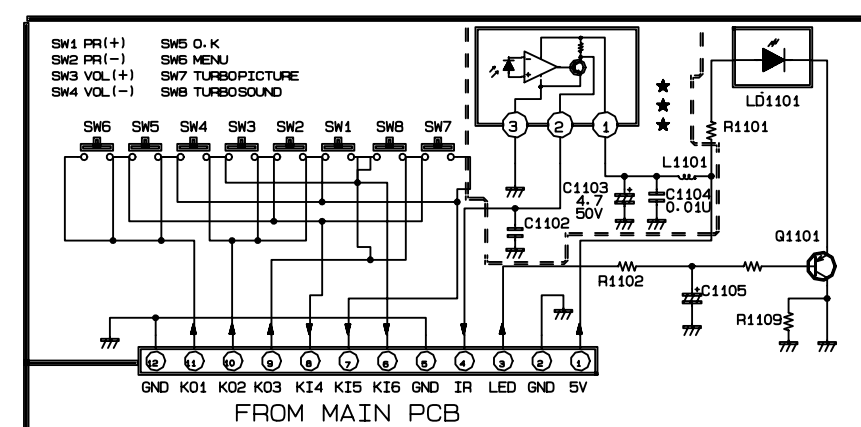 SW1 PR(+) SW5 O.K
SW2 PR(-) SW6 MENU
SW3 VOL(+) SW7 TURBOPICTURE
SW4 VOL(-) SW8 TURBOSOUND
SW6 SW5 SW4 SW3 SW2 SW1 SW8 SW7
3 2 1
LD1101
R1101
L1101
C1103
4.7
50V
C1104
0.01U
C1102
Q1101
R1102
C1105
R1109
12 11 10 9 8 7 6 5 4 3 2 1
GND KO1 KO2 KO3 KI4 KI5 KI6 GND IR LED GND 5V
FROM MAIN PCB